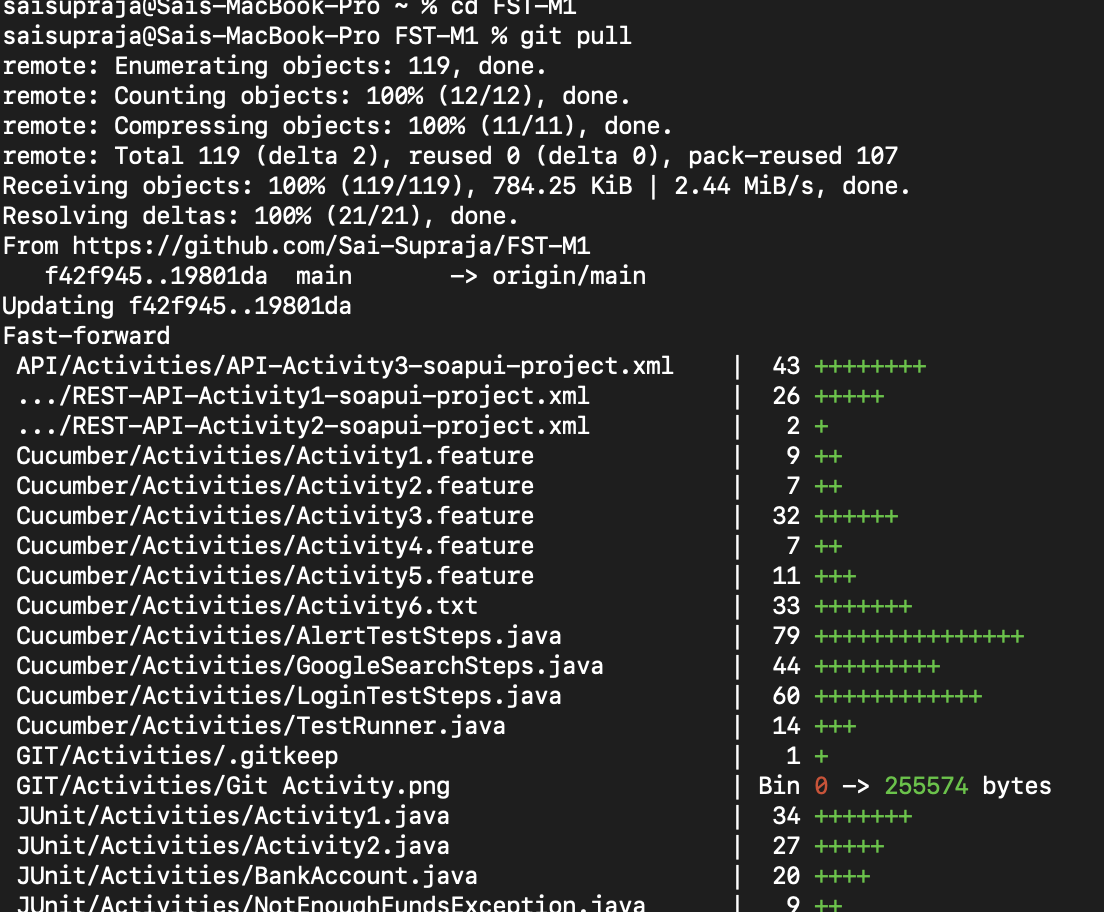 saisupraja@Sais-MacBook-Pro ~ % cd FST-M1
saisupraja@Sais-MacBook-Pro FST-M1 % git pull
remote: Enumerating objects: 119, done.
remote: Counting objects: 100% (12/12), done.
remote: Compressing objects: 100% (11/11), done.
remote: Total 119 (delta 2), reused 0 (delta 0), pack-reused 107
Receiving objects: 100% (119/119), 784.25 KiB | 2.44 MiB/s, done.
Resolving deltas: 100% (21/21), done.
From https://github.com/Sai-Supraja/FST-M1
   f42f945..19801da  main       -> origin/main
Updating f42f945..19801da
Fast-forward
 API/Activities/API-Activity3-soapui-project.xml    |  43 ++++++++
 .../REST-API-Activity1-soapui-project.xml          |  26 +++++
 .../REST-API-Activity2-soapui-project.xml          |   2 +
 Cucumber/Activities/Activity1.feature              |   9 ++
 Cucumber/Activities/Activity2.feature              |   7 ++
 Cucumber/Activities/Activity3.feature              |  32 ++++++
 Cucumber/Activities/Activity4.feature              |   7 ++
 Cucumber/Activities/Activity5.feature              |  11 +++
 Cucumber/Activities/Activity6.txt                  |  33 +++++++
 Cucumber/Activities/AlertTestSteps.java            |  79 +++++++++++++++
 Cucumber/Activities/GoogleSearchSteps.java         |  44 +++++++++
 Cucumber/Activities/LoginTestSteps.java            |  60 ++++++++++++
 Cucumber/Activities/TestRunner.java                |  14 +++
 GIT/Activities/.gitkeep                            |   1 +
 GIT/Activities/Git Activity.png                    | Bin 0 -> 255574 bytes
 JUnit/Activities/Activity1.java                    |  34 +++++++
 JUnit/Activities/Activity2.java                    |  27 +++++
 JUnit/Activities/BankAccount.java                  |  20 ++++
 JUnit/Activities/NotEnoughFundsException.java      |   9 ++